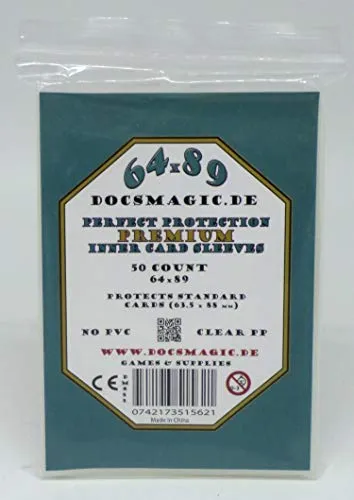 64x89
DOCSMAGIC.DE
PERFECT PROTECTION
PREMIUM
INNER CARD SLEEVES
50 COUNT
64x89
PROTECTS STANDARD
CARDS (63.5 x 88 MM)
NO PVC CLEAR PP
WWW.DOCSMAGIC.DE
GAMES & SUPPLIES
CE
0742173515621
Made in China